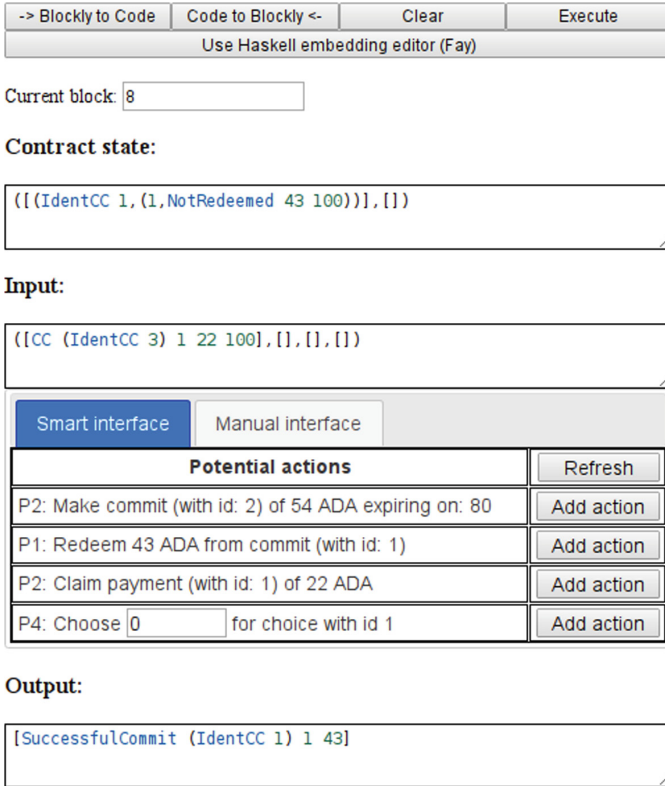 -> Blockly to Code Code to Blockly <- Clear Execute
Use Haskell embedding editor (Fay)
Current block: 8
Contract state:
([(IdentCC 1,(1,NotRedeemed 43 100))],[])
Input:
([CC (IdentCC 3) 1 22 100],[],[],[])
Smart interface Manual interface
Potential actions Refresh
P2: Make commit (with id: 2) of 54 ADA expiring on: 80 Add action
P1: Redeem 43 ADA from commit (with id: 1) Add action
P2: Claim payment (with id: 1) of 22 ADA Add action
P4: Choose 0 for choice with id 1 Add action
Output:
[SuccessfulCommit (IdentCC 1) 1 43]